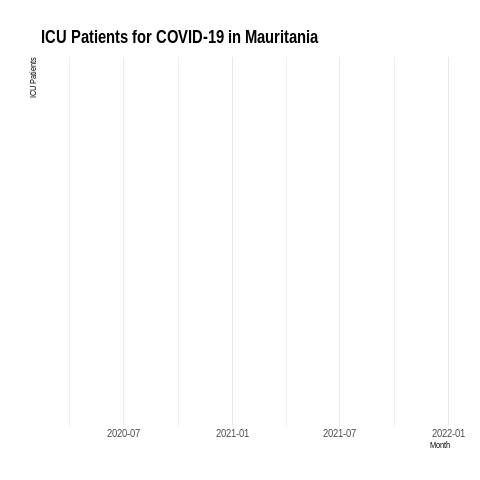 ICU Patients for COVID-19 in Mauritania
ICU Patients
2020-07 2021-01 2021-07 2022-01
Month